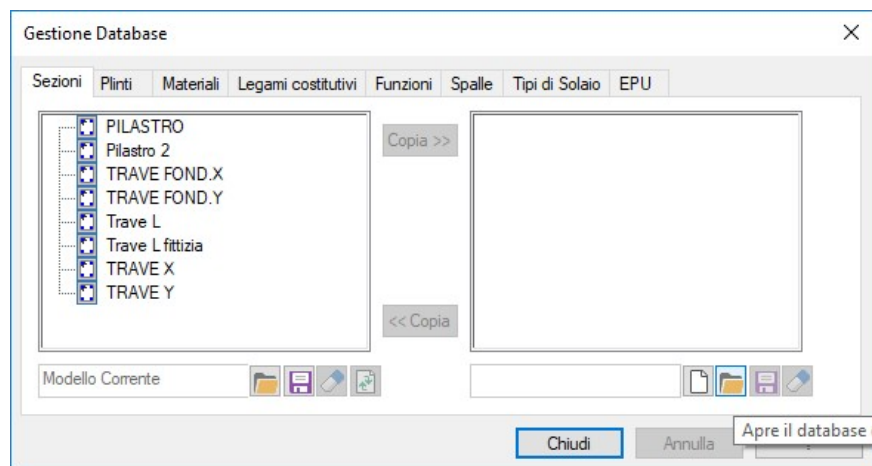 Gestione Database
Sezioni Plinti Materiali Legami costitutivi Funzioni Spalle Tipi di Solaio EPU
PILASTRO
Pilastro 2
TRAVE FOND.X
TRAVE FOND.Y
Trave L
Trave L fittizia
TRAVE X
TRAVE Y
Copia >>
<< Copia
Modello Corrente
Chiudi
Annulla
Apre il database